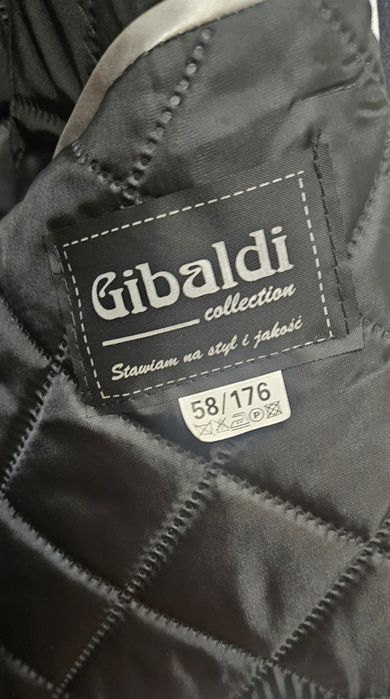 Gibaldi
collection
Stawiam na styl i jakość
58/176
P